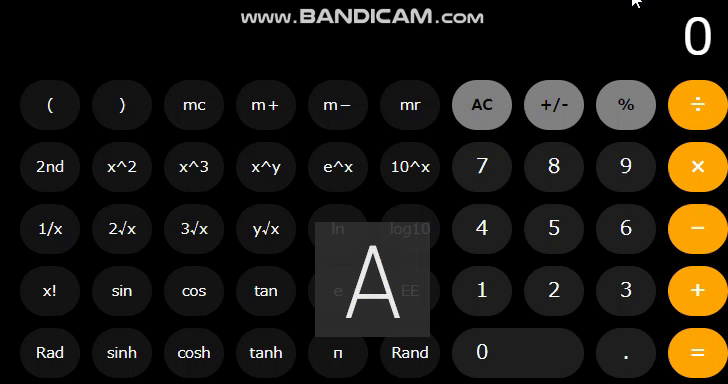 www.BANDICAM.com
0
( ) mc m+ m− mr AC +/- % ÷
2nd x^2 x^3 x^y e^x 10^x 7 8 9 ×
1/x 2√x 3√x y√x ln log10 4 5 6 −
x! sin cos tan e EE 1 2 3 +
A
Rad sinh cosh tanh п Rand 0 . =